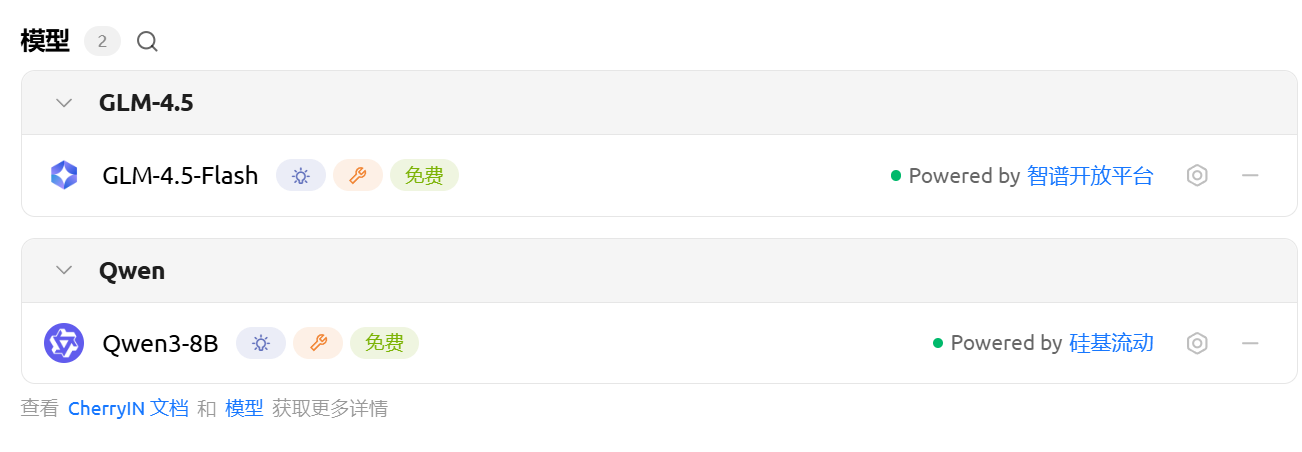 模型 2
GLM-4.5
GLM-4.5-Flash 免费 Powered by 智谱开放平台
Qwen
Qwen3-8B 免费 Powered by 硅基流动
查看 CherryIN 文档 和 模型 获取更多详情